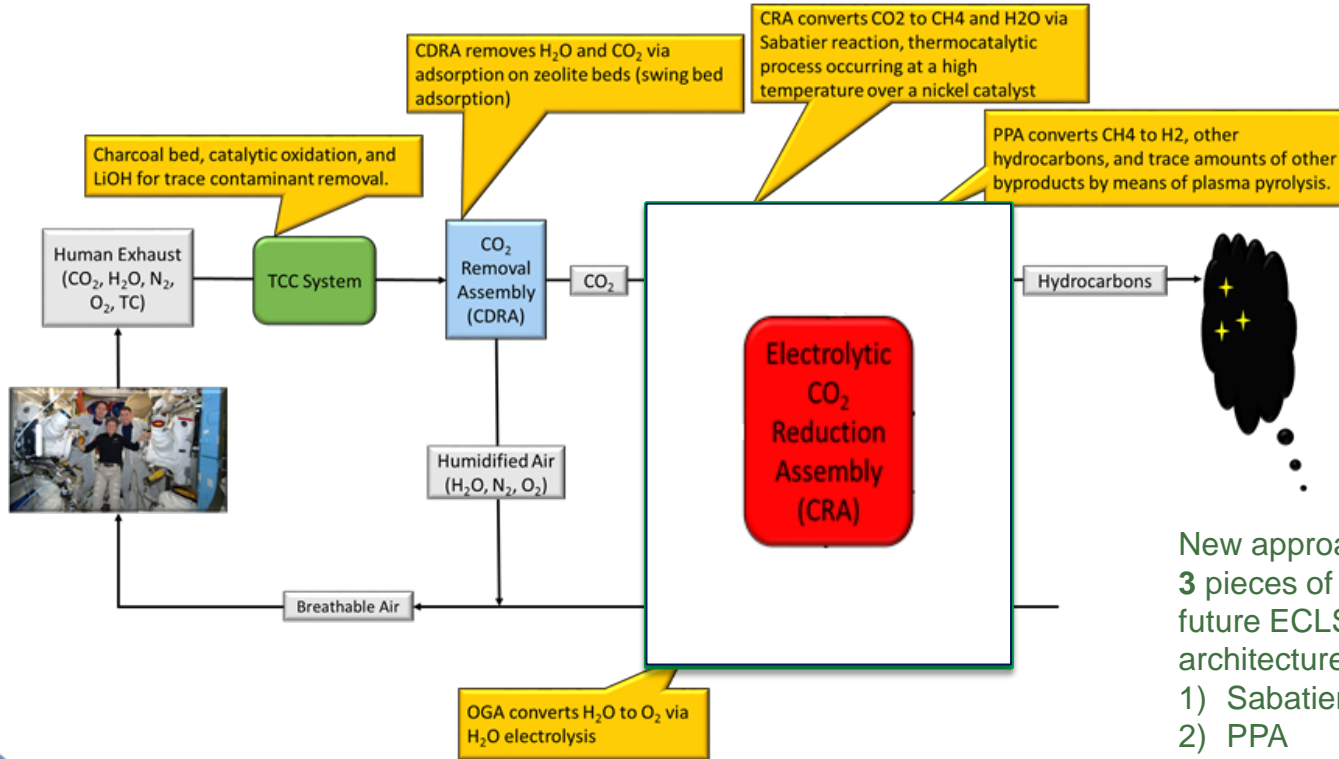 CRA converts CO2 to CH4 and H2O via
Sabatier reaction, thermocatalytic
process occurring at a high
temperature over a nickel catalyst
CDRA removes H₂O and CO₂ via
adsorption on zeolite beds (swing bed
adsorption)
PPA converts CH4 to H2, other
hydrocarbons, and trace amounts of other
byproducts by means of plasma pyrolysis.
Charcoal bed, catalytic oxidation, and
LiOH for trace contaminant removal.
Human Exhaust
(CO₂, H₂O, N₂,
O₂, TC)
TCC System
CO₂
Removal
Assembly
(CDRA)
CO₂
Hydrocarbons
Electrolytic
CO₂
Reduction
Assembly
(CRA)
Humidified Air
(H₂O, N₂, O₂)
Breathable Air
OGA converts H₂O to O₂ via
H₂O electrolysis
New
3 pieces of
future
architecture
1) Sabatier
2) PPA